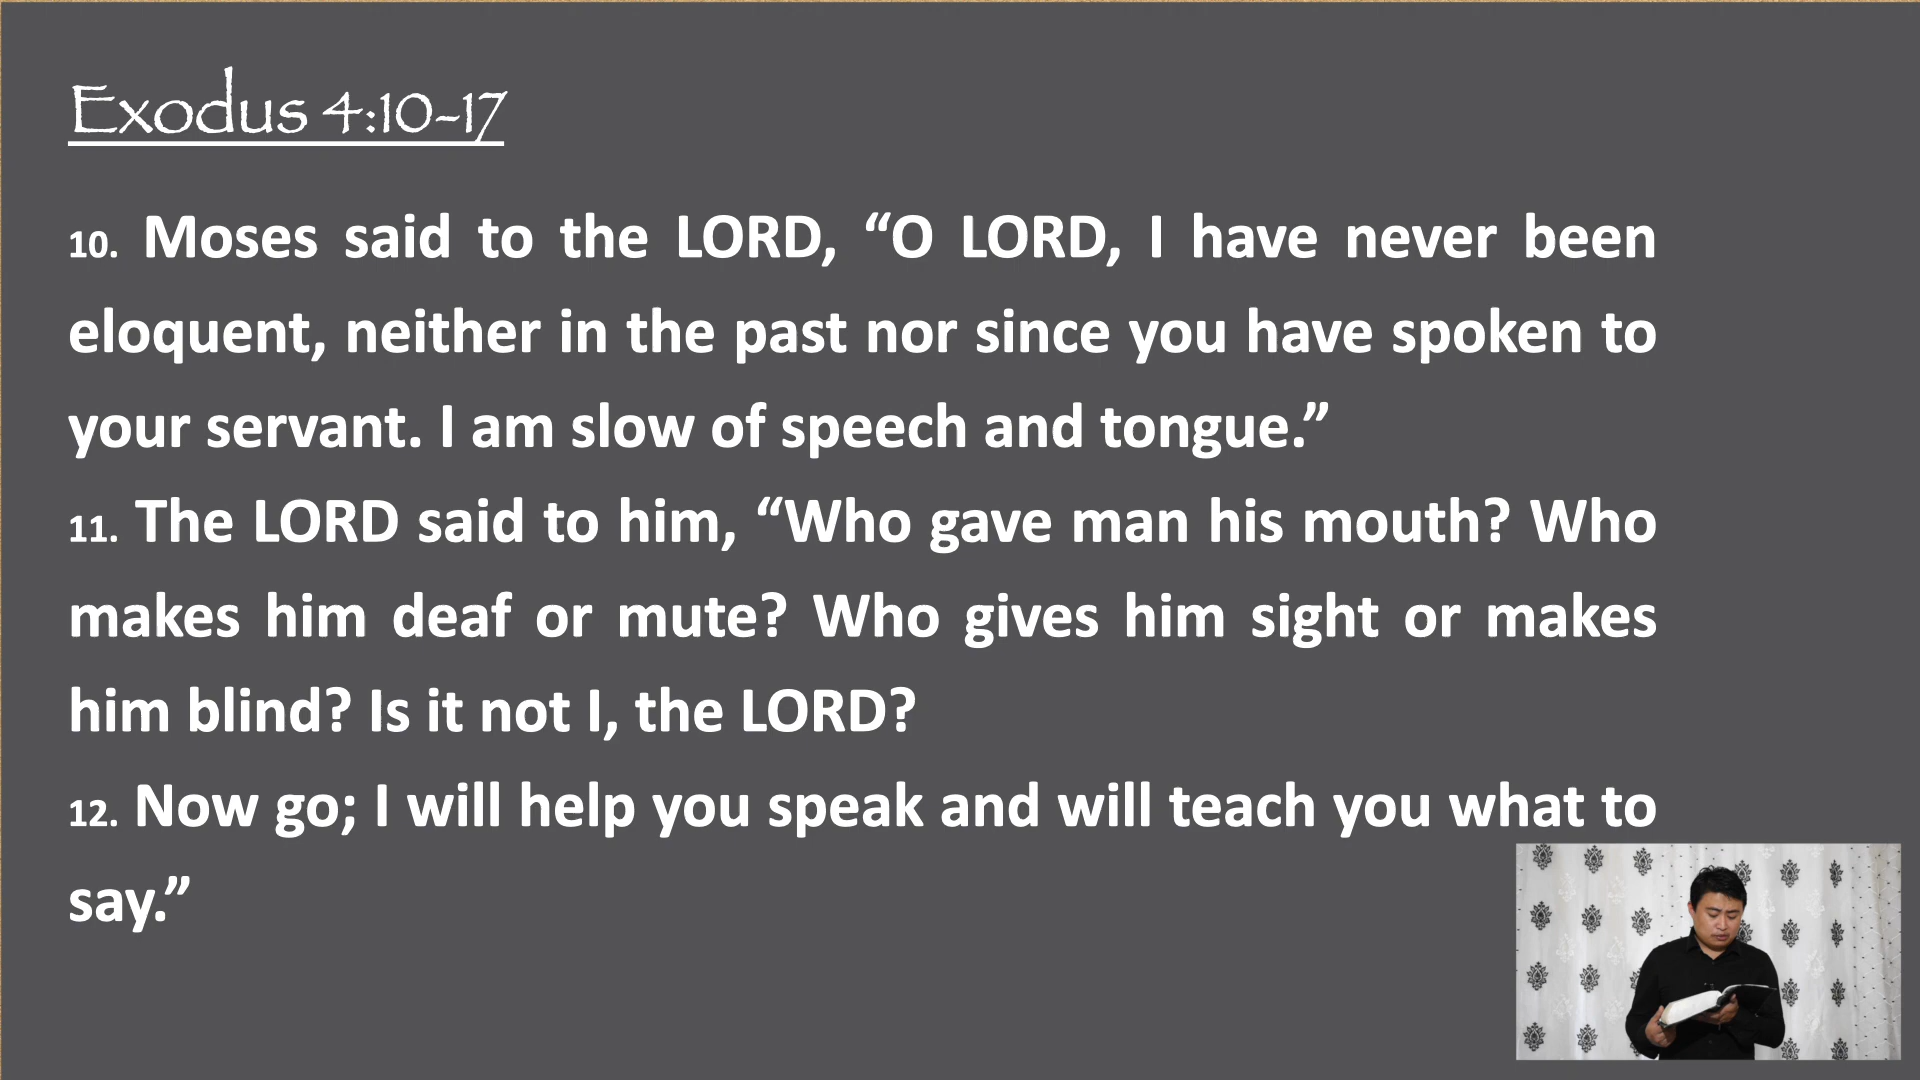 Exodus 4:10-17
10. Moses said to the LORD, “O LORD, I have never been
eloquent, neither in the past nor since you have spoken to
your servant. I am slow of speech and tongue.”
11. The LORD said to him, “Who gave man his mouth? Who
makes him deaf or mute? Who gives him sight or makes
him blind? Is it not I, the LORD?
12. Now go; I will help you speak and will teach you what to
say.”